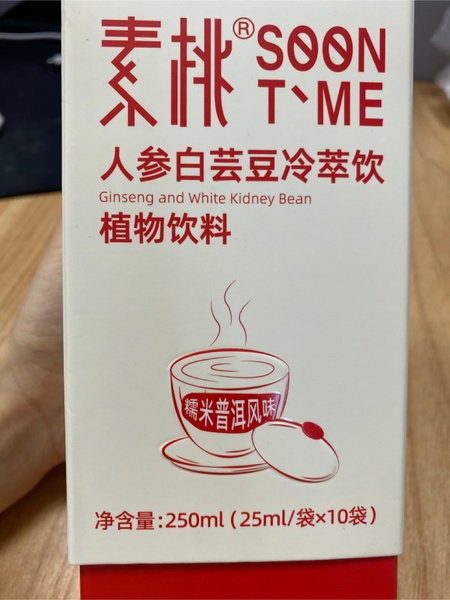 素桃®SOON
T、ME
人参白芸豆冷萃饮
Ginseng and White Kidney Bean
植物饮料
糯米普洱风味
净含量:250ml(25ml/袋×10袋)